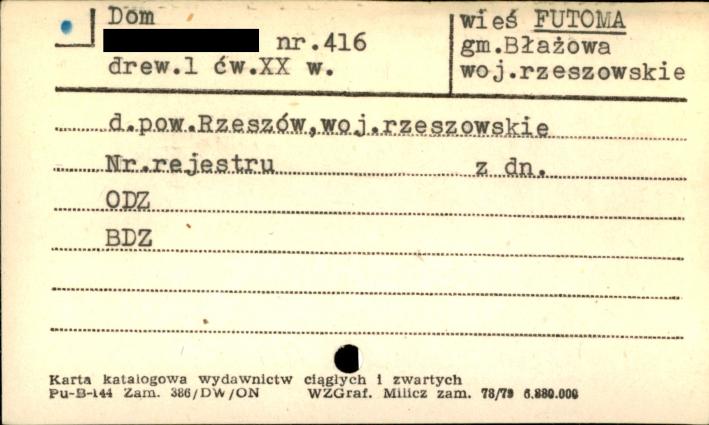 Dom
nr.416
drew.1 ćw.XX w.
wieś FUTOMA
gm.Błażowa
woj.rzeszowskie
d.pow.Rzeszów,woj.rzeszowskie
Nr.rejestru z dn.
ODZ
BDZ
Karta katalogowa wydawnictw ciągłych i zwartych
Pu-B-144 Zam. 386/DW/ON WZGraf. Milicz zam. 78/79 6.880.000